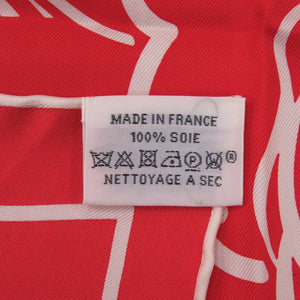 MADE IN FRANCE
100% SOIE
P W ®
NETTOYAGE A SEC